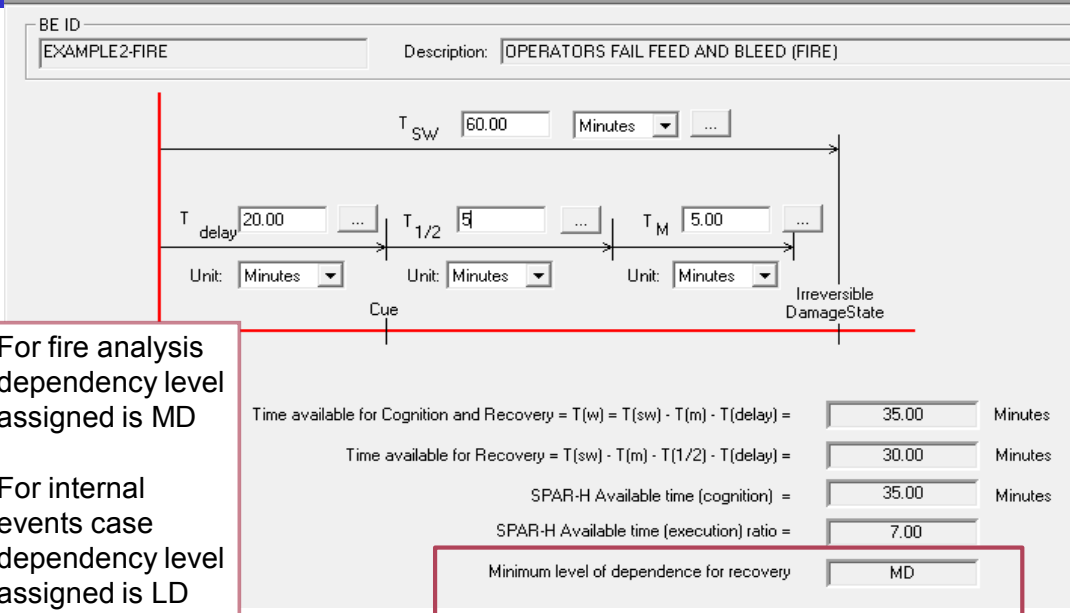 BE ID
EXAMPLE2-FIRE
Description: OPERATORS FAIL FEED AND BLEED (FIRE)
T SW 60.00 Minutes ...
T delay 20.00 ... T 1/2 5 ... T M 5.00 ...
Unit: Minutes Unit: Minutes Unit: Minutes
Cue
Irreversible
DamageState
For fire analysis
dependency level
assigned is MD
For internal
events case
dependency level
assigned is LD
Time available for Cognition and Recovery = T(w) = T(sw) - T(m) - T(delay) = 35.00 Minutes
Time available for Recovery = T(sw) - T(m) - T(1/2) - T(delay) = 30.00 Minutes
SPAR-H Available time (cognition) = 35.00 Minutes
SPAR-H Available time (execution) ratio = 7.00
Minimum level of dependence for recovery MD